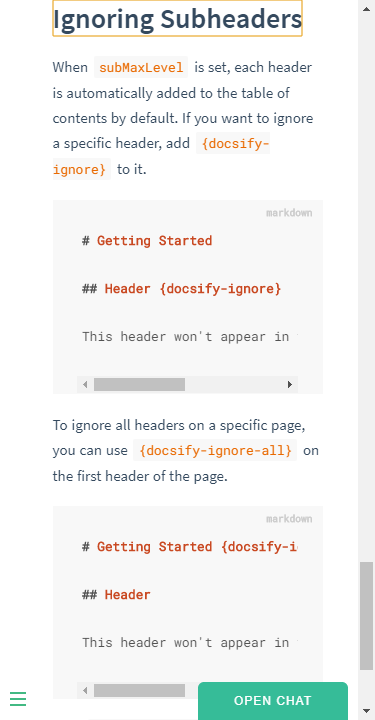 Ignoring Subheaders
When subMaxLevel is set, each header
is automatically added to the table of
contents by default. If you want to ignore
a specific header, add {docsify-
ignore} to it.
markdown
# Getting Started
## Header {docsify-ignore}
This header won't appear in
To ignore all headers on a specific page,
you can use {docsify-ignore-all} on
the first header of the page.
markdown
# Getting Started {docsify-i
## Header
This header won't appear in
OPEN CHAT